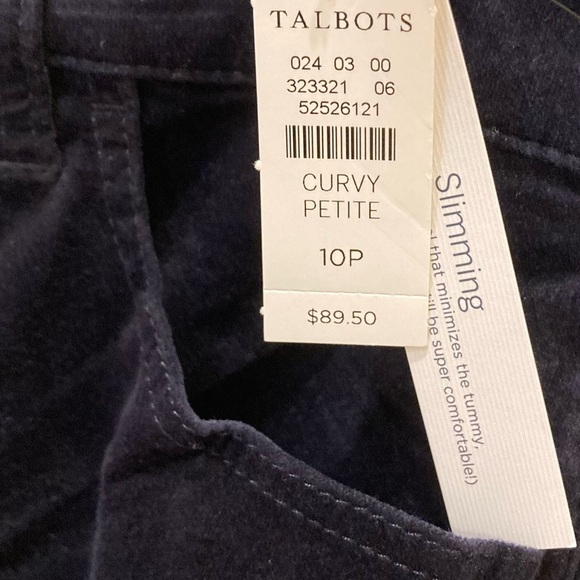 TALBOTS
024 03 00
323321 06
52526121
CURVY
PETITE
10P
$89.50
Slimming
that minimizes the tummy,
be super comfortable!)